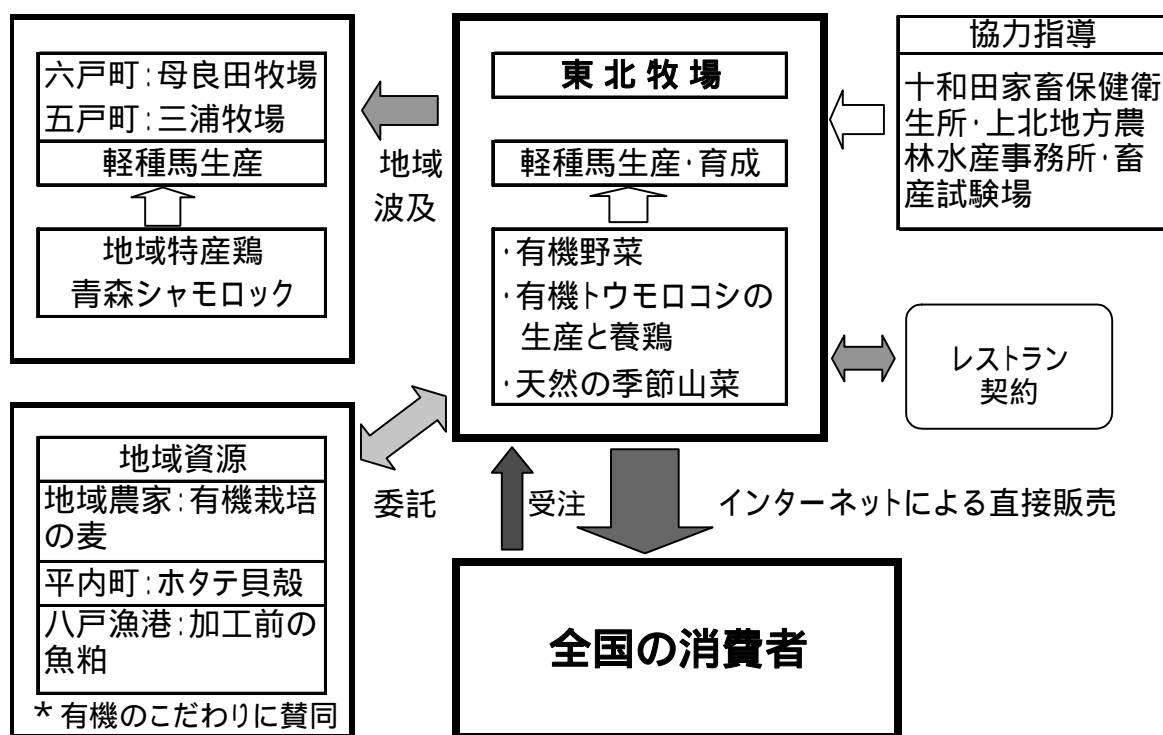 六戸町:母良田牧場
五戸町:三浦牧場
軽種馬生産
地域特産鶏
青森シャモロック
地域
波及
東北牧場
軽種馬生産・育成
・有機野菜
・有機トウモロコシの
生産と養鶏
・天然の季節山菜
協力指導
十和田家畜保健衛
生所・上北地方農
林水産事務所・畜
産試験場
レストラン
契約
地域資源
地域農家:有機栽培
の麦
平内町:ホタテ貝殻
八戸漁港:加工前の
魚粕
*有機のこだわりに賛同
委託
受注
インターネットによる直接販売
全国の消費者